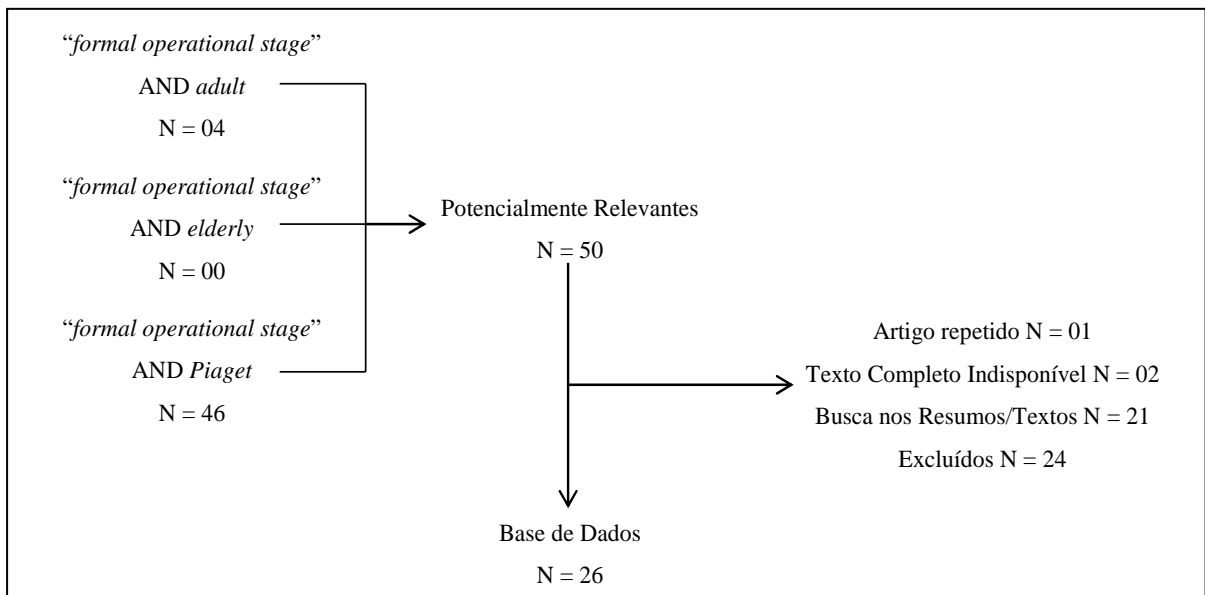 “formal operational stage”
AND adult
N = 04
“formal operational stage”
AND elderly
N = 00
“formal operational stage”
AND Piaget
N = 46
Potencialmente Relevantes
N = 50
Artigo repetido N = 01
Texto Completo Indisponível N = 02
Busca nos Resumos/Textos N = 21
Excluídos N = 24
Base de Dados
N = 26